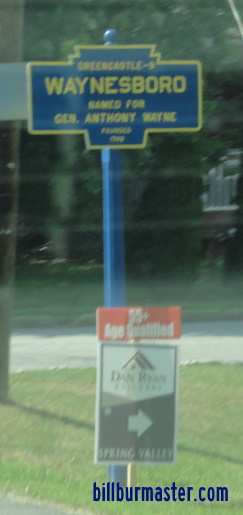 GREENCASTLE-9
WAYNESBORO
NAMED FOR
GEN. ANTHONY WAYNE
FOUNDED
55+
Age Qualified
DAN RYAN
BUILDERS
SPRING VALLEY
billburmaster.com